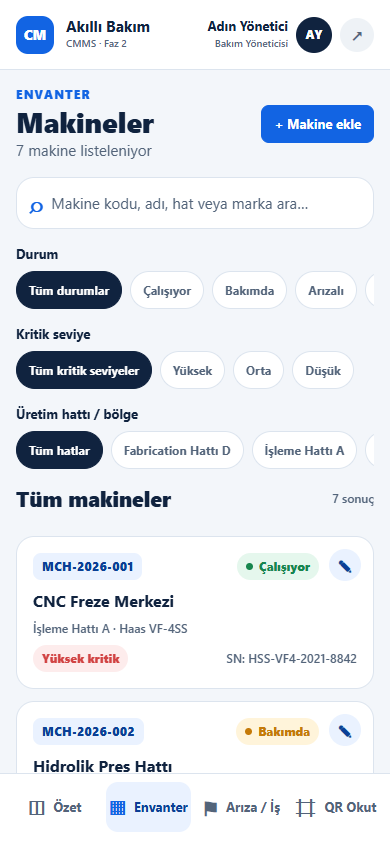 CM
Akıllı Bakım
CMMS · Faz 2
Adın Yönetici
Bakım Yöneticisi
AY
↗
ENVANTER
Makineler
7 makine listeleniyor
+ Makine ekle
Makine kodu, adı, hat veya marka ara...
Durum
Tüm durumlar
Çalışıyor
Bakımda
Arızalı
Kritik seviye
Tüm kritik seviyeler
Yüksek
Orta
Düşük
Üretim hattı / bölge
Tüm hatlar
Fabrication Hattı D
İşleme Hattı A
Tüm makineler
7 sonuç
MCH-2026-001
Çalışıyor
CNC Freze Merkezi
İşleme Hattı A · Haas VF-4SS
Yüksek kritik
SN: HSS-VF4-2021-8842
MCH-2026-002
Bakımda
Hidrolik Pres Hattı
Özet
Envanter
Arıza / İş
QR Okut